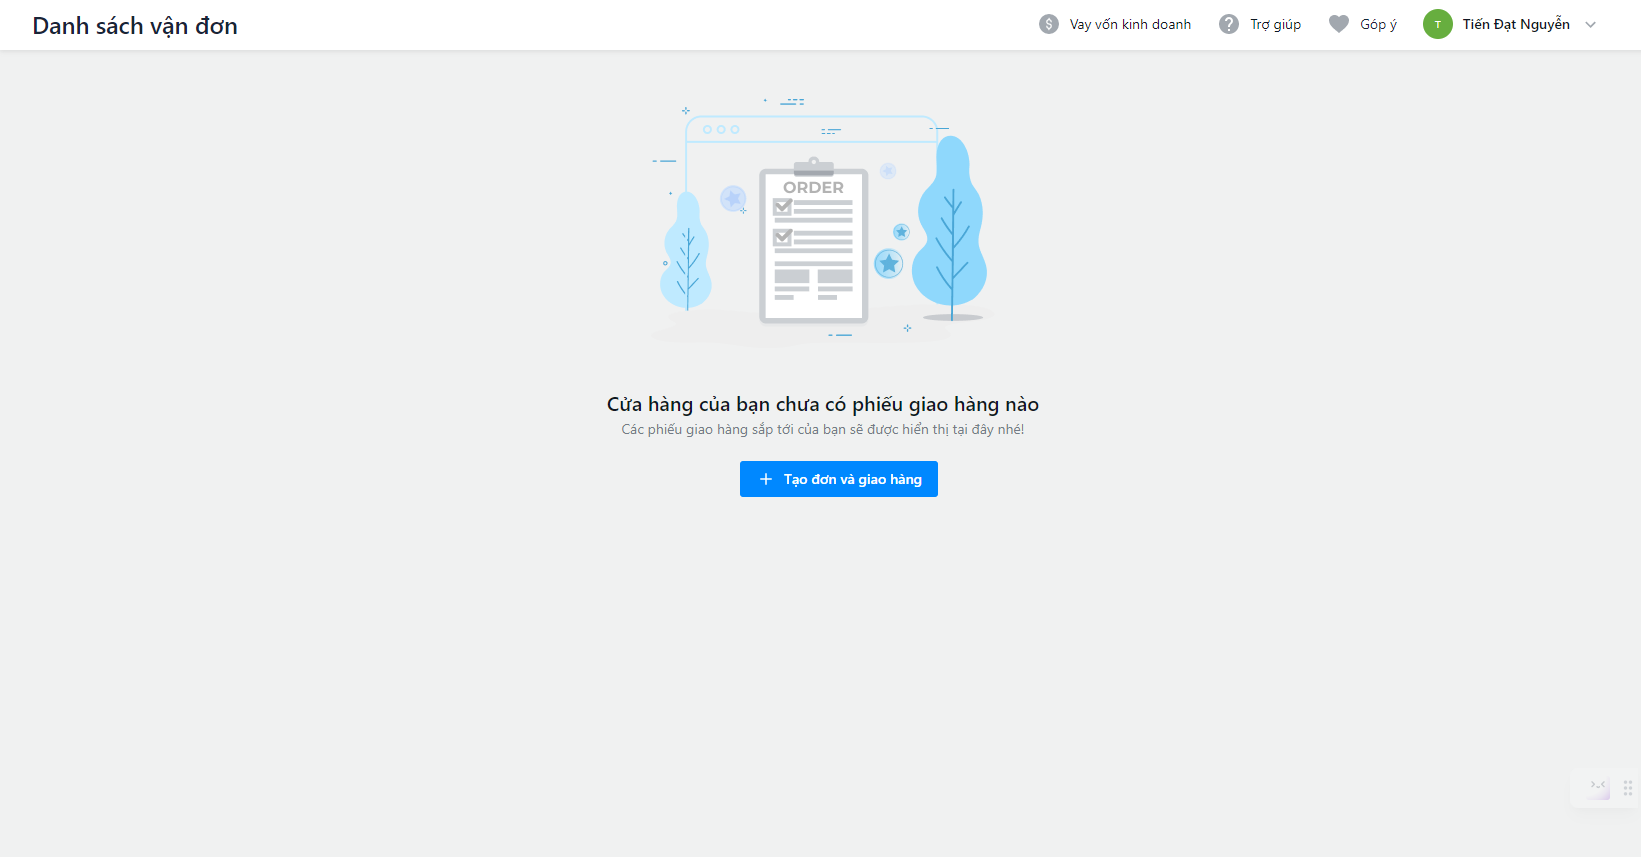 Danh sách vận đơn
Vay vốn kinh doanh
Trợ giúp
Góp ý
T
Tiến Đạt Nguyễn
ORDER
Cửa hàng của bạn chưa có phiếu giao hàng nào
Các phiếu giao hàng sắp tới của bạn sẽ được hiển thị tại đây nhé!
Tạo đơn và giao hàng